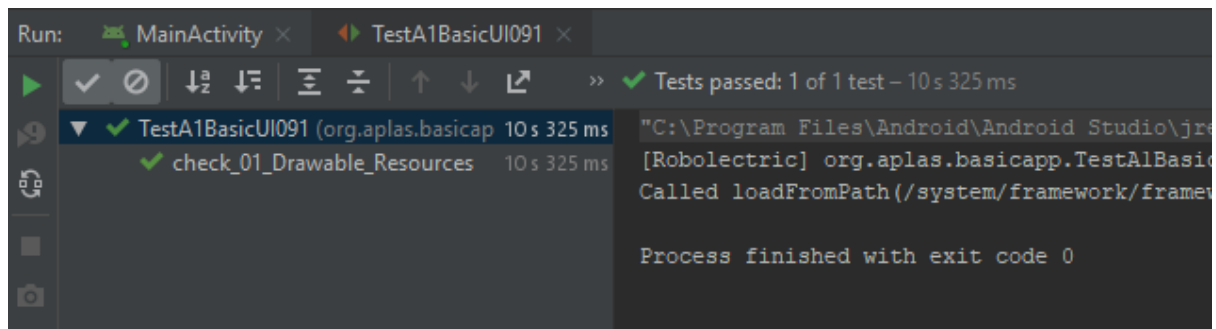 Run: MainActivity TestA1BasicUI091
Tests passed: 1 of 1 test – 10 s 325 ms
TestA1BasicUI091 (org.aplas.basicap 10 s 325 ms
check_01_Drawable_Resources 10 s 325 ms
"C:\Program Files\Android\Android Studio\jre
[Robolectric] org.aplas.basicapp.TestA1Basic
Called loadFromPath(/system/framework/framew
Process finished with exit code 0